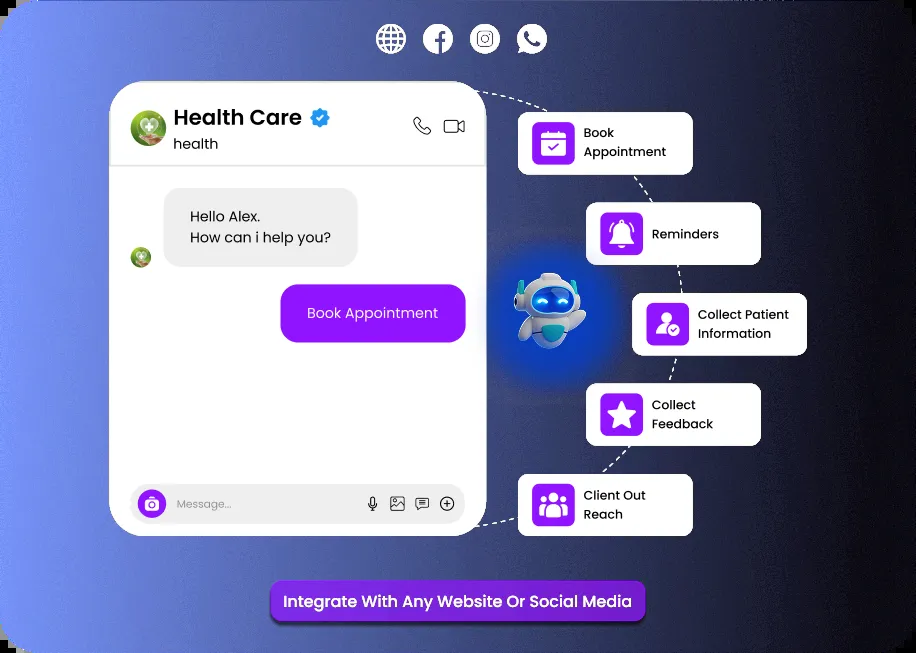 Health Care
health
Hello Alex.
How can i help you?
Book Appointment
Message...
Book
Appointment
Reminders
Collect Patient
Information
Collect
Feedback
Client Out
Reach
Integrate With Any Website Or Social Media